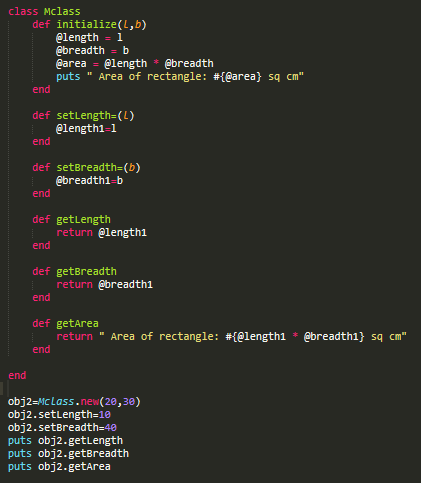 class Mclass
    def initialize(l,b)
        @length = l
        @breadth = b
        @area = @length * @breadth
        puts " Area of rectangle: #{@area} sq cm"
    end
    def setLength=(l)
        @length1=l
    end
    def setBreadth=(b)
        @breadth1=b
    end
    def getLength
        return @length1
    end
    def getBreadth
        return @breadth1
    end
    def getArea
        return " Area of rectangle: #{@length1 * @breadth1} sq cm"
    end
end
obj2=Mclass.new(20,30)
obj2.setLength=10
obj2.setBreadth=40
puts obj2.getLength
puts obj2.getBreadth
puts obj2.getArea